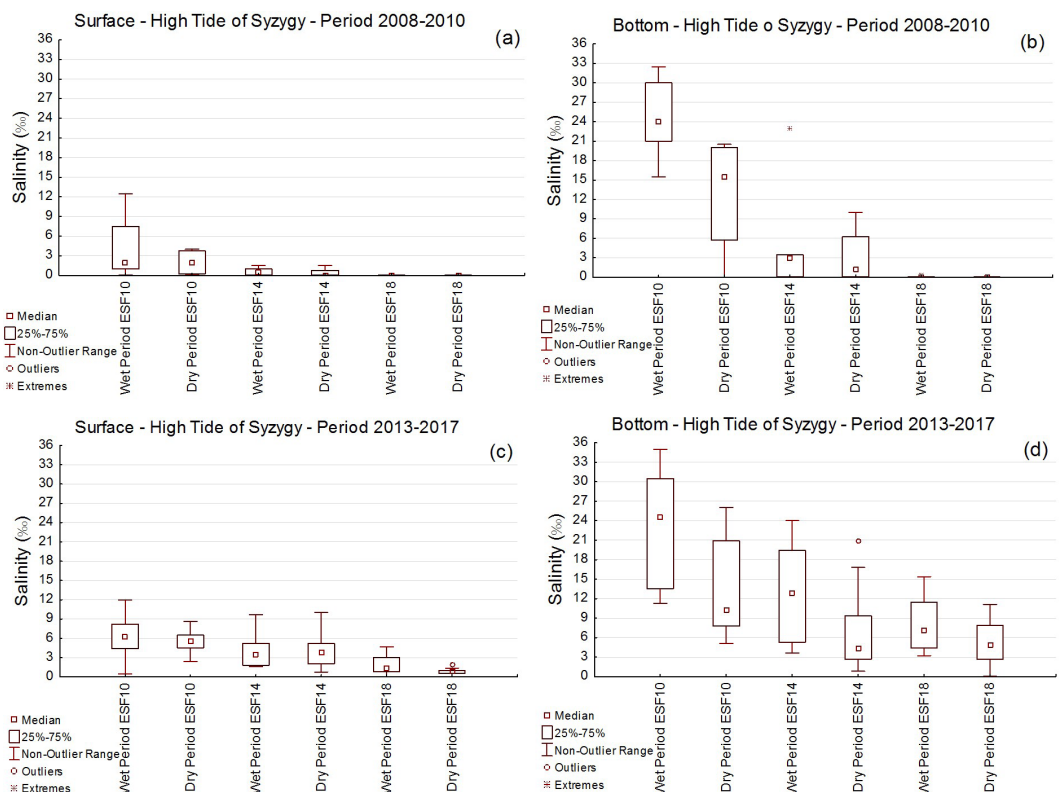 Surface - High Tide of Syzygy - Period 2008-2010
(a)
Salinity (‰)
36
33
30
27
24
21
18
15
12
9
6
3
0
Wet Period ESF10
Dry Period ESF10
Wet Period ESF14
Dry Period ESF14
Wet Period ESF18
Dry Period ESF18
Median
25%-75%
Non-Outlier Range
Outliers
Extremes
Bottom - High Tide o Syzygy - Period 2008-2010
(b)
Salinity (‰)
36
33
30
27
24
21
18
15
12
9
6
3
0
Wet Period ESF10
Dry Period ESF10
Wet Period ESF14
Dry Period ESF14
Wet Period ESF18
Dry Period ESF18
Median
25%-75%
Non-Outlier Range
Outliers
Extremes
Surface - High Tide of Syzygy - Period 2013-2017
(c)
Salinity (‰)
36
33
30
27
24
21
18
15
12
9
6
3
0
Wet Period ESF10
Dry Period ESF10
Wet Period ESF14
Dry Period ESF14
Wet Period ESF18
Dry Period ESF18
Median
25%-75%
Non-Outlier Range
Outliers
Extremes
Bottom - High Tide of Syzygy - Period 2013-2017
(d)
Salinity (‰)
36
33
30
27
24
21
18
15
12
9
6
3
0
Wet Period ESF10
Dry Period ESF10
Wet Period ESF14
Dry Period ESF14
Wet Period ESF18
Dry Period ESF18
Median
25%-75%
Non-Outlier Range
Outliers
Extremes